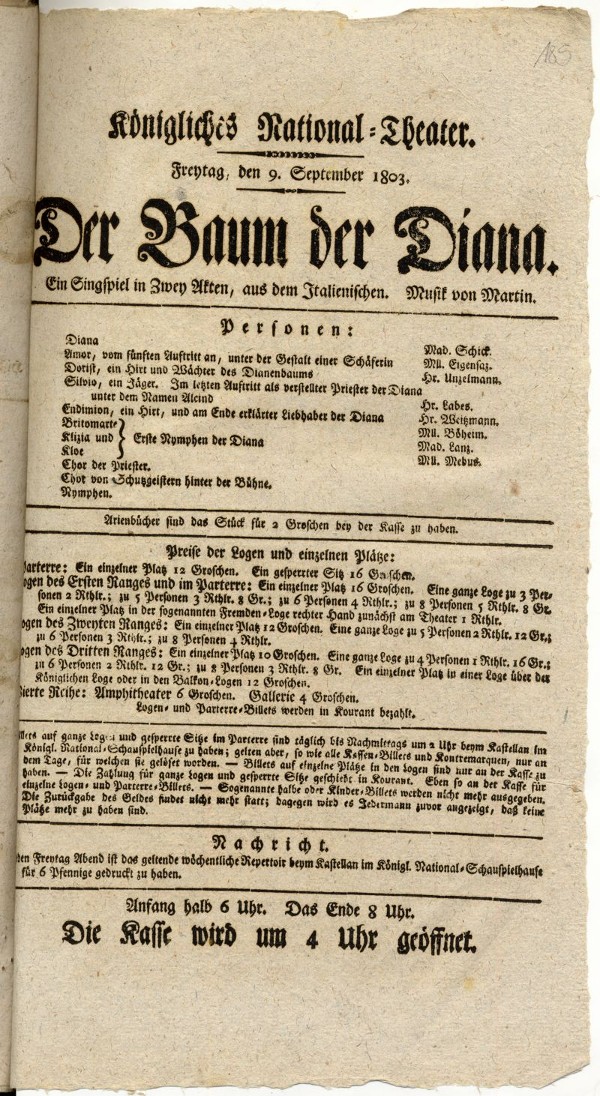 189
Königliches National-Theater.
Freytag, den 9. September 1803.
Der Baum der Diana.
Ein Singspiel in Zwey Akten, aus dem Italienischen. Musik von Martin.
Personen:
Diana Mad. Schick.
Amor, vom fünften Auftritt an, unter der Gestalt einer Schäferin Mll. Eigensaz.
Dorist, ein Hirt und Wächter des Dianenbaums Hr. Unzelmann.
Silvio, ein Jäger. Im letzten Auftritt als verstellter Priester der Diana
unter dem Namen Alcind Hr. Labes.
Endimion, ein Hirt, und am Ende erklärter Liebhaber der Diana Hr. Weitzmann.
Britomarte Mll. Böheim.
Klizia und Erste Nymphen der Diana Mad. Lanz.
Kloe Mll. Mebus.
Chor der Priester.
Chor von Schutzgeistern hinter der Bühne.
Nymphen.
Arienbücher sind das Stück für 2 Groschen bey der Kasse zu haben.
Preise der Logen und einzelnen Plätze:
arterre: Ein einzelner Platz 12 Groschen. Ein gesperrter Sitz 16 Groschen.
ogen des Ersten Ranges und im Parterre: Ein einzelner Platz 16 Groschen. Eine ganze Loge zu 3 Per-
sonen 2 Rthlr.; zu 5 Personen 3 Rthlr. 8 Gr.; zu 6 Personen 4 Rthlr.; zu 8 Personen 5 Rthlr. 8 Gr.
Ein einzelner Platz in der sogenannten Fremden-Loge rechter Hand zunächst am Theater 1 Rthlr.
ogen des Zweyten Ranges: Ein einzelner Platz 12 Groschen. Eine ganze Loge zu 5 Personen 2 Rthlr. 12 Gr.;
zu 6 Personen 3 Rthlr.; zu 8 Personen 4 Rthlr.
ogen des Dritten Ranges: Ein einzelner Platz 10 Groschen. Eine ganze Loge zu 4 Personen 1 Rthlr. 16 Gr.;
zu 6 Personen 2 Rthlr. 12 Gr.; zu 8 Personen 3 Rthlr. 8 Gr. Ein einzelner Platz in einer Loge über der
Königlichen Loge oder in den Balkon-Logen 12 Groschen.
ierte Reihe: Amphitheater 6 Groschen. Gallerie 4 Groschen.
Logen- und Parterre-Billets werden in Kourant bezahlt.
illets auf ganze Logen und gesperrte Sitze im Parterre sind täglich bis Nachmittags um 2 Uhr beym Kastellan im
Königl. National-Schauspielhause zu haben; gelten aber, so wie alle Kassen-Billets und Kontremarquen, nur an
dem Tage, für welchen sie gelöset worden. — Billets auf einzelne Plätze in den Logen sind nur an der Kasse zu
haben. — Die Zahlung für ganze Logen und gesperrte Sitze geschieht in Kourant. Eben so an der Kasse für
einzelne Logen- und Parterre-Billets. — Sogenannte halbe oder Kinder-Billets werden nicht mehr ausgegeben.
Die Zurückgabe des Geldes findet nicht mehr statt; dagegen wird es Jedermann zuvor angezeigt, daß keine
Plätze mehr zu haben sind.
Nachricht.
den Freytag Abend ist das geltende wöchentliche Repertoir beym Kastellan im Königl. National-Schauspielhause
für 6 Pfennige gedruckt zu haben.
Anfang halb 6 Uhr. Das Ende 8 Uhr.
Die Kasse wird um 4 Uhr geöffnet.